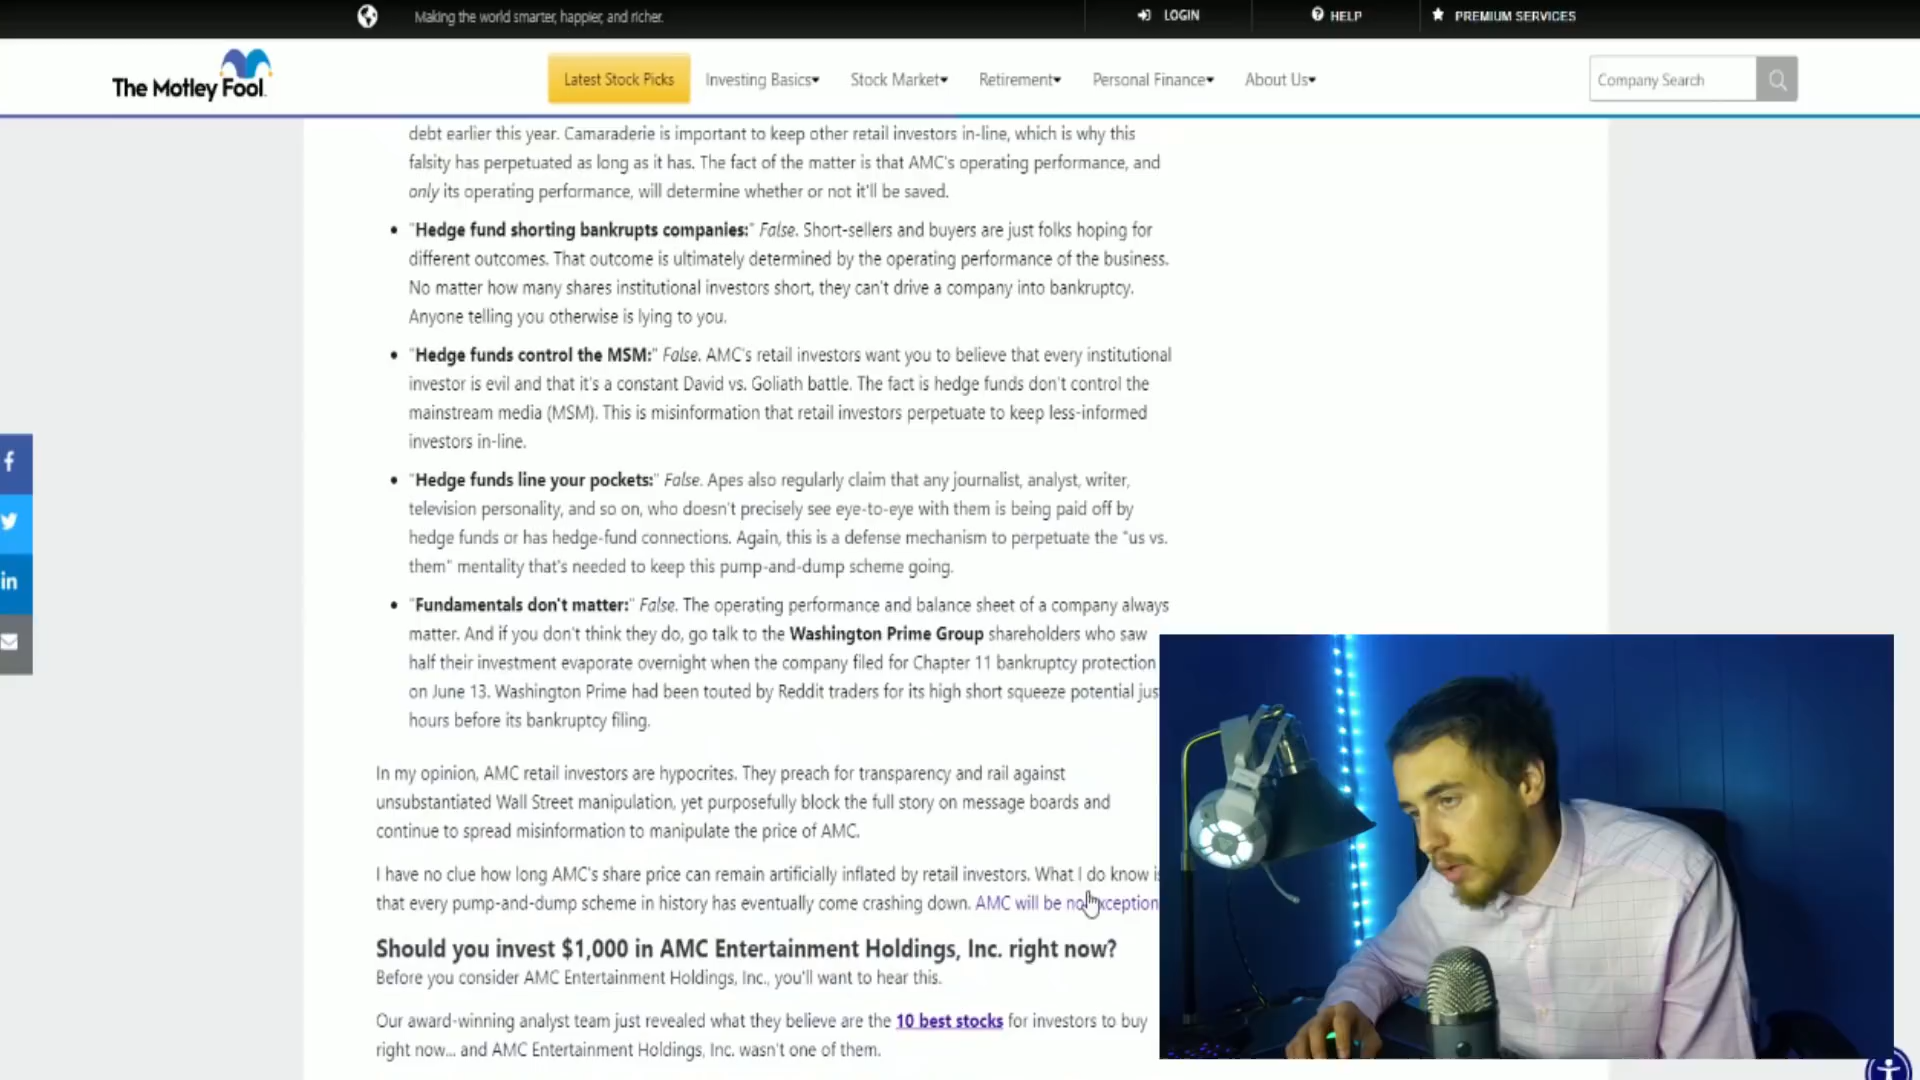 Making the world smarter, happier, and richer.
LOGIN
HELP
PREMIUM SERVICES
The Motley Fool
Latest Stock Picks
Investing Basics
Stock Market
Retirement
Personal Finance
About Us
Company Search
debt earlier this year. Camaraderie is important to keep other retail investors in-line, which is why this
falsity has perpetuated as long as it has. The fact of the matter is that AMC's operating performance, and
only its operating performance, will determine whether or not it'll be saved.
"Hedge fund shorting bankrupts companies:" False. Short-sellers and buyers are just folks hoping for
different outcomes. That outcome is ultimately determined by the operating performance of the business.
No matter how many shares institutional investors short, they can't drive a company into bankruptcy.
Anyone telling you otherwise is lying to you.
"Hedge funds control the MSM:" False. AMC's retail investors want you to believe that every institutional
investor is evil and that it's a constant David vs. Goliath battle. The fact is hedge funds don't control the
mainstream media (MSM). This is misinformation that retail investors perpetuate to keep less-informed
investors in-line.
"Hedge funds line your pockets:" False. Apes also regularly claim that any journalist, analyst, writer,
television personality, and so on, who doesn't precisely see eye-to-eye with them is being paid off by
hedge funds or has hedge-fund connections. Again, this is a defense mechanism to perpetuate the "us vs.
them" mentality that's needed to keep this pump-and-dump scheme going.
"Fundamentals don't matter:" False. The operating performance and balance sheet of a company always
matter. And if you don't think they do, go talk to the Washington Prime Group shareholders who saw
half their investment evaporate overnight when the company filed for Chapter 11 bankruptcy protection
on June 13. Washington Prime had been touted by Reddit traders for its high short squeeze potential jus
hours before its bankruptcy filing.
In my opinion, AMC retail investors are hypocrites. They preach for transparency and rail against
unsubstantiated Wall Street manipulation, yet purposefully block the full story on message boards and
continue to spread misinformation to manipulate the price of AMC.
I have no clue how long AMC's share price can remain artificially inflated by retail investors. What I do know is
that every pump-and-dump scheme in history has eventually come crashing down. AMC will be no exception
Should you invest $1,000 in AMC Entertainment Holdings, Inc. right now?
Before you consider AMC Entertainment Holdings, Inc., you'll want to hear this.
Our award-winning analyst team just revealed what they believe are the 10 best stocks for investors to buy
right now... and AMC Entertainment Holdings, Inc. wasn't one of them.